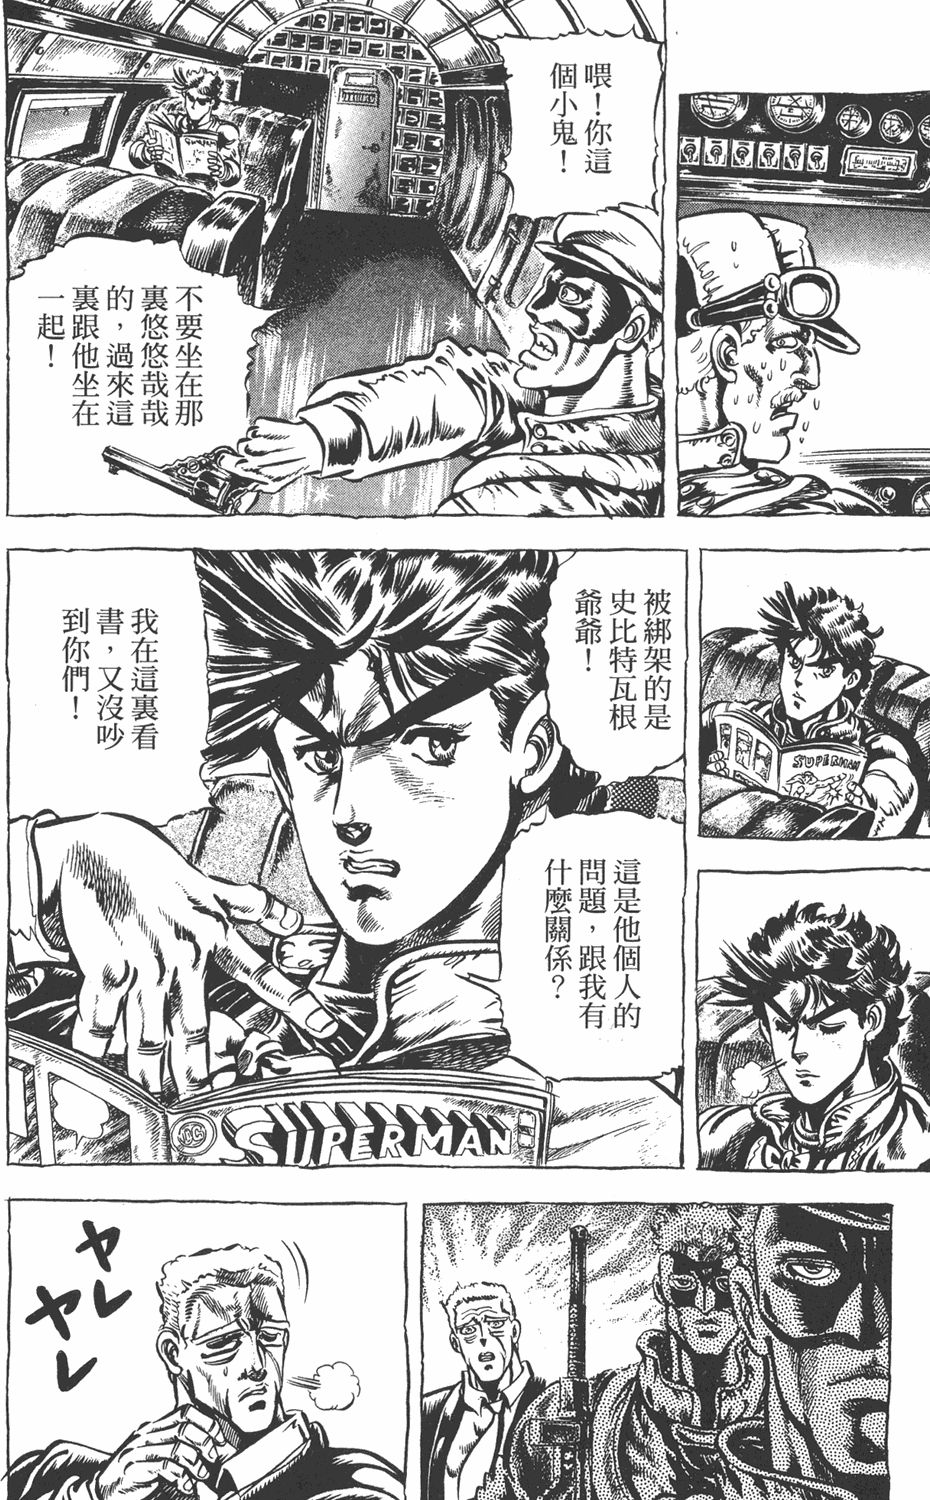 喂！你這
個小鬼！
不要坐在那
裏悠悠哉哉
的，過來這
裏跟他坐在
一起！
SUPERMAN
被綁架的是
史比特瓦根
爺爺！
這是他個人的
問題，跟我有
什麼關係？
我在這裏看
書，又沒吵
到你們！
DC
SUPERMAN
ヤレ
ヤレ